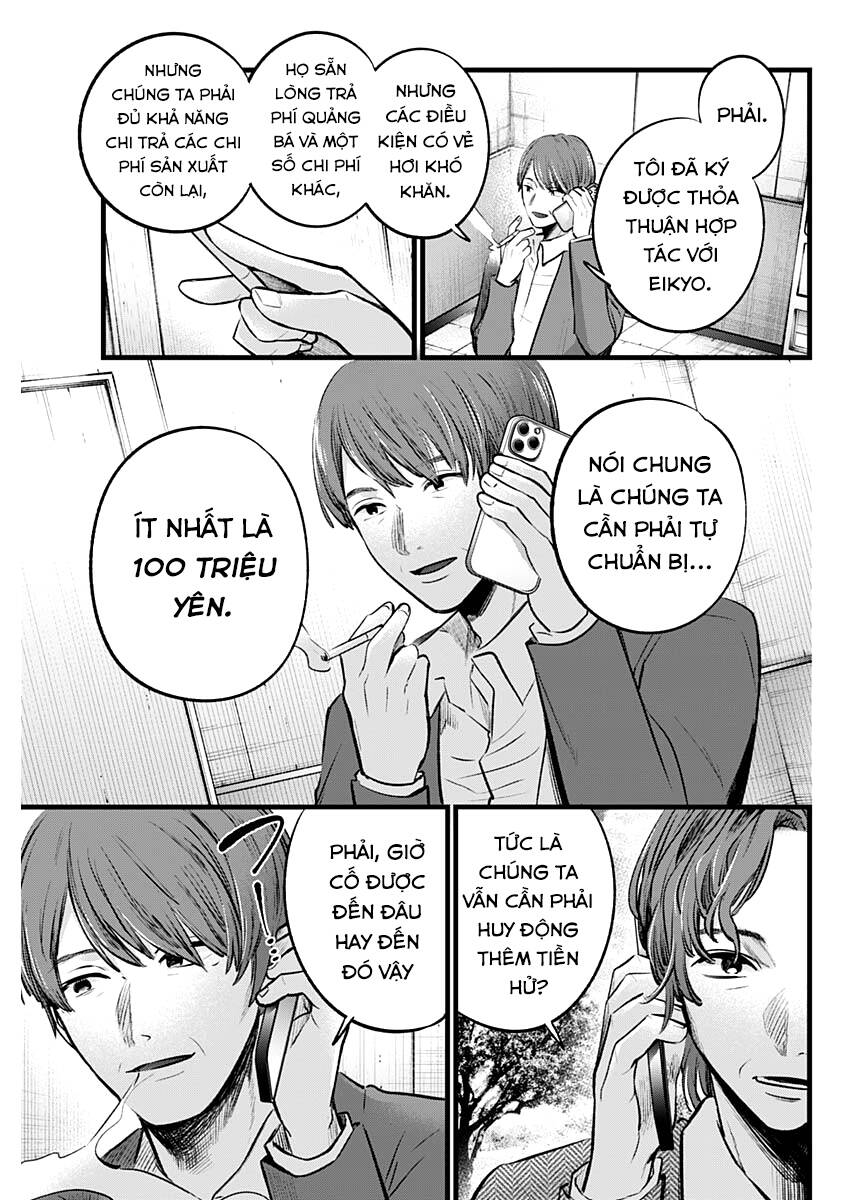 PHẢI.
TÔI ĐÃ KÝ
ĐƯỢC THỎA
THUẬN HỢP
TÁC VỚI
EIKYO.
NHƯNG
CÁC ĐIỀU
KIỆN CÓ VẺ
HƠI KHÓ
KHĂN.
HỌ SẴN
LÒNG TRẢ
PHÍ QUẢNG
BÁ VÀ MỘT
SỐ CHI PHÍ
KHÁC,
NHƯNG
CHÚNG TA PHẢI
ĐỦ KHẢ NĂNG
CHI TRẢ CÁC CHI
PHÍ SẢN XUẤT
CÒN LẠI,
NÓI CHUNG
LÀ CHÚNG TA
CẦN PHẢI TỰ
CHUẨN BỊ...
ÍT NHẤT LÀ
100 TRIỆU
YÊN.
TỨC LÀ
CHÚNG TA
VẪN CẦN PHẢI
HUY ĐỘNG
THÊM TIỀN
HỬ?
PHẢI, GIỜ
CỐ ĐƯỢC
ĐẾN ĐÂU
HAY ĐẾN
ĐÓ VẬY